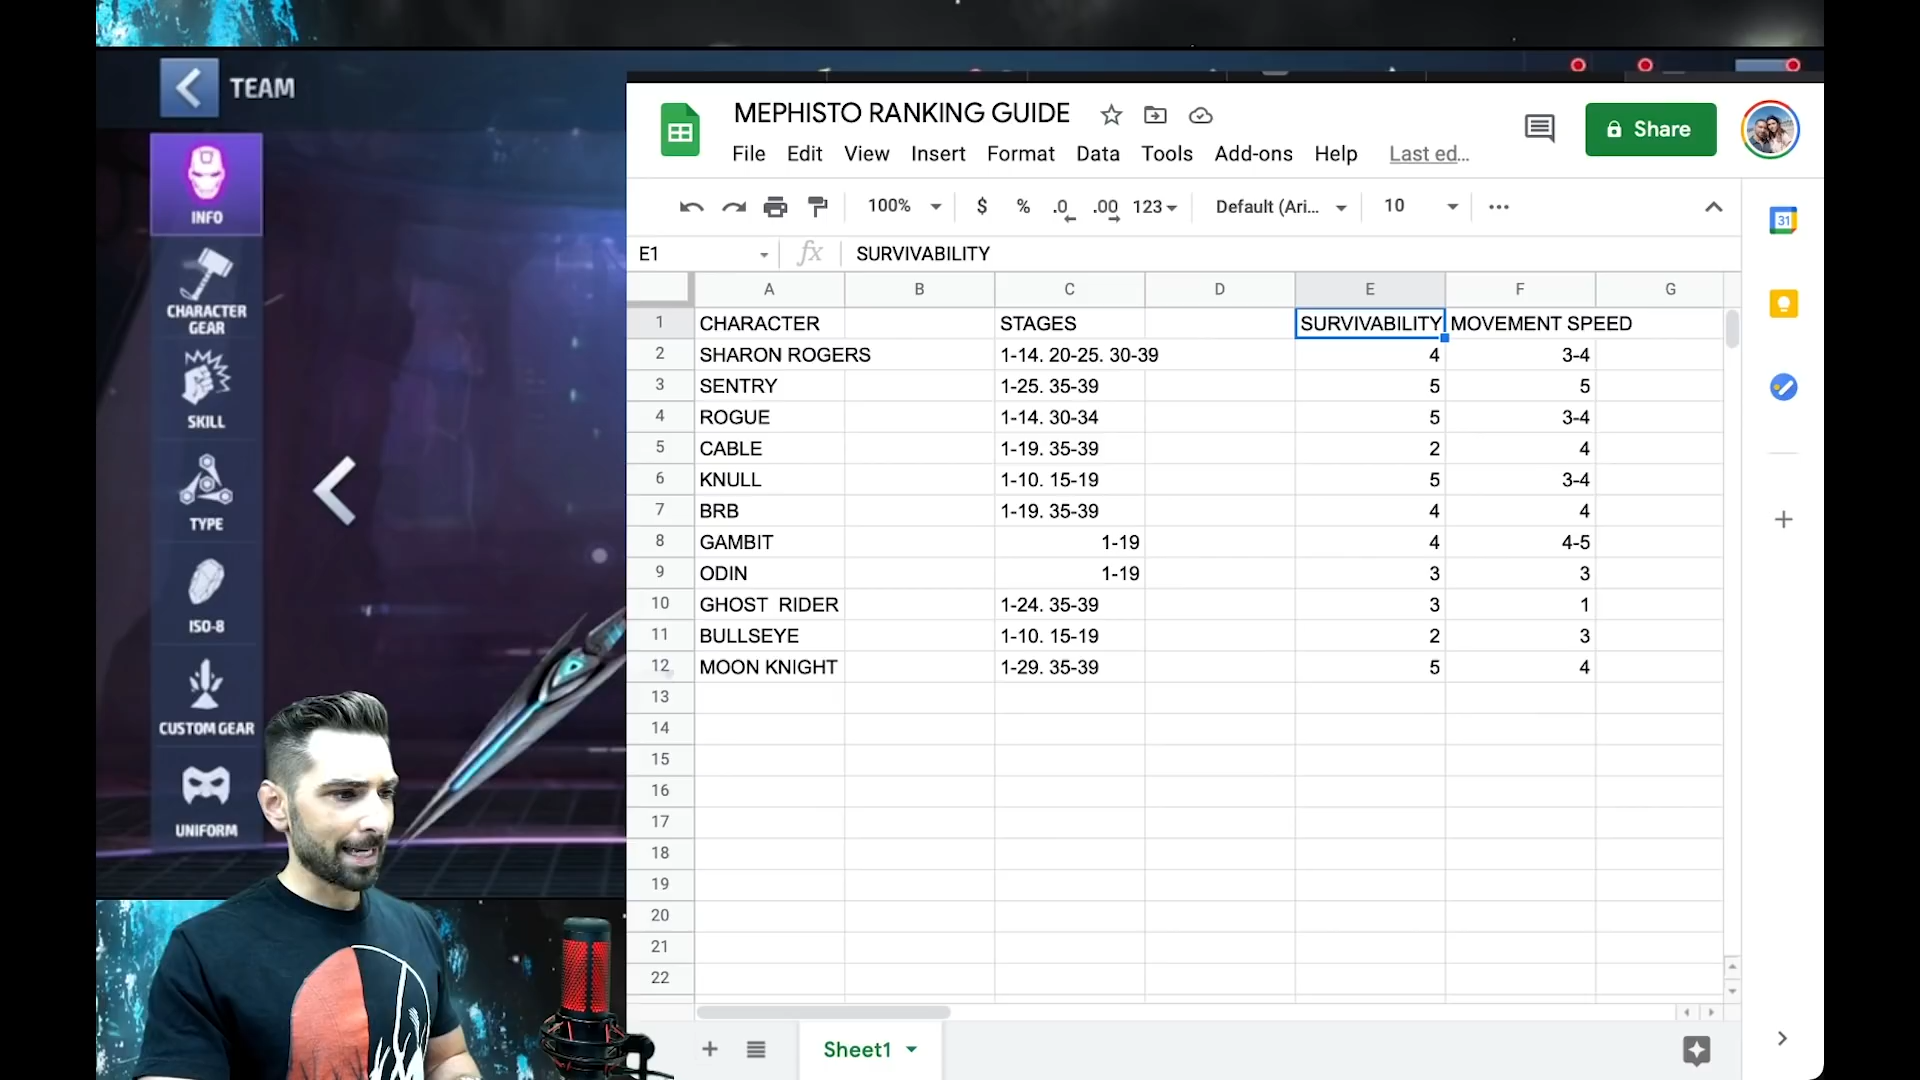 TEAM
INFO
CHARACTER
GEAR
SKILL
TYPE
ISO-8
CUSTOM GEAR
UNIFORM
MEPHISTO RANKING GUIDE
File Edit View Insert Format Data Tools Add-ons Help Last ed...
Share
100% $ % .0 .00 123 Default (Ari... 10
31
E1 fx SURVIVABILITY
A B C D E F G
1 CHARACTER STAGES SURVIVABILITY MOVEMENT SPEED
2 SHARON ROGERS 1-14. 20-25. 30-39 4 3-4
3 SENTRY 1-25. 35-39 5 5
4 ROGUE 1-14. 30-34 5 3-4
5 CABLE 1-19. 35-39 2 4
6 KNULL 1-10. 15-19 5 3-4
7 BRB 1-19. 35-39 4 4
8 GAMBIT 1-19 4 4-5
9 ODIN 1-19 3 3
10 GHOST RIDER 1-24. 35-39 3 1
11 BULLSEYE 1-10. 15-19 2 3
12 MOON KNIGHT 1-29. 35-39 5 4
13
14
15
16
17
18
19
20
21
22
Sheet1